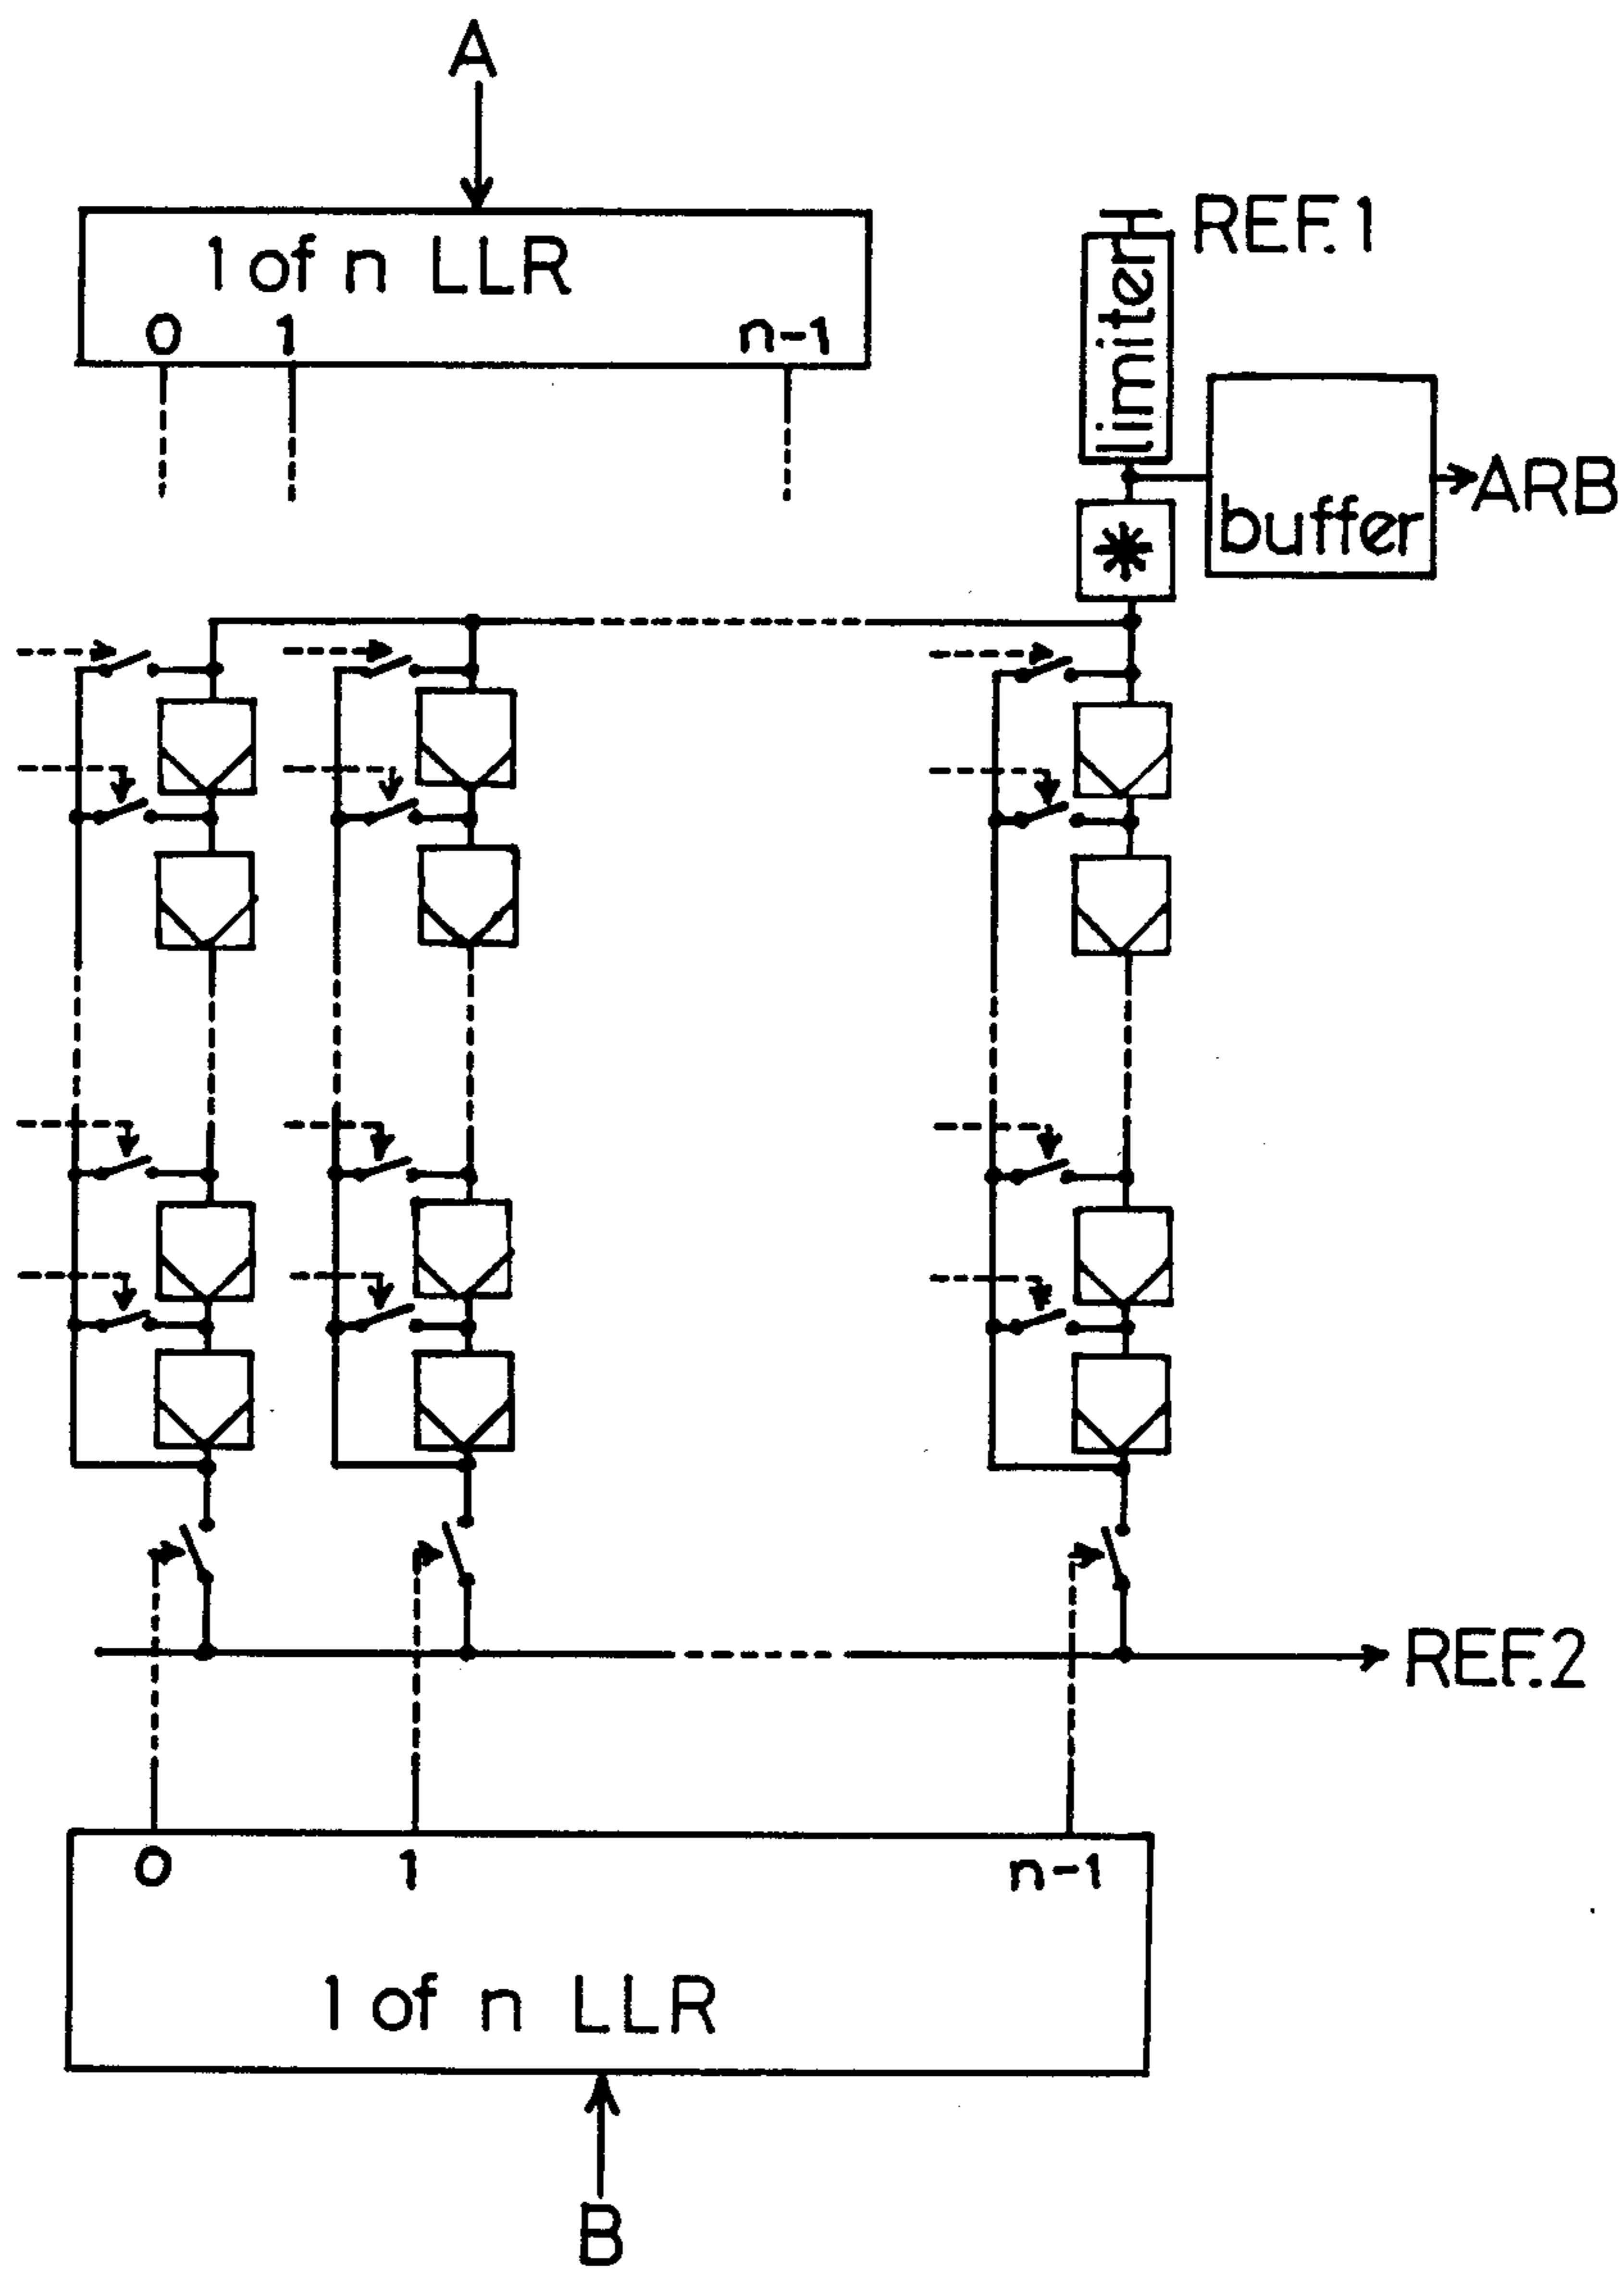 A
1 of n LLR
0 1 n-1
REF.1
limiter
buffer
ARB
*
REF.2
0 1 n-1
1 of n LLR
B